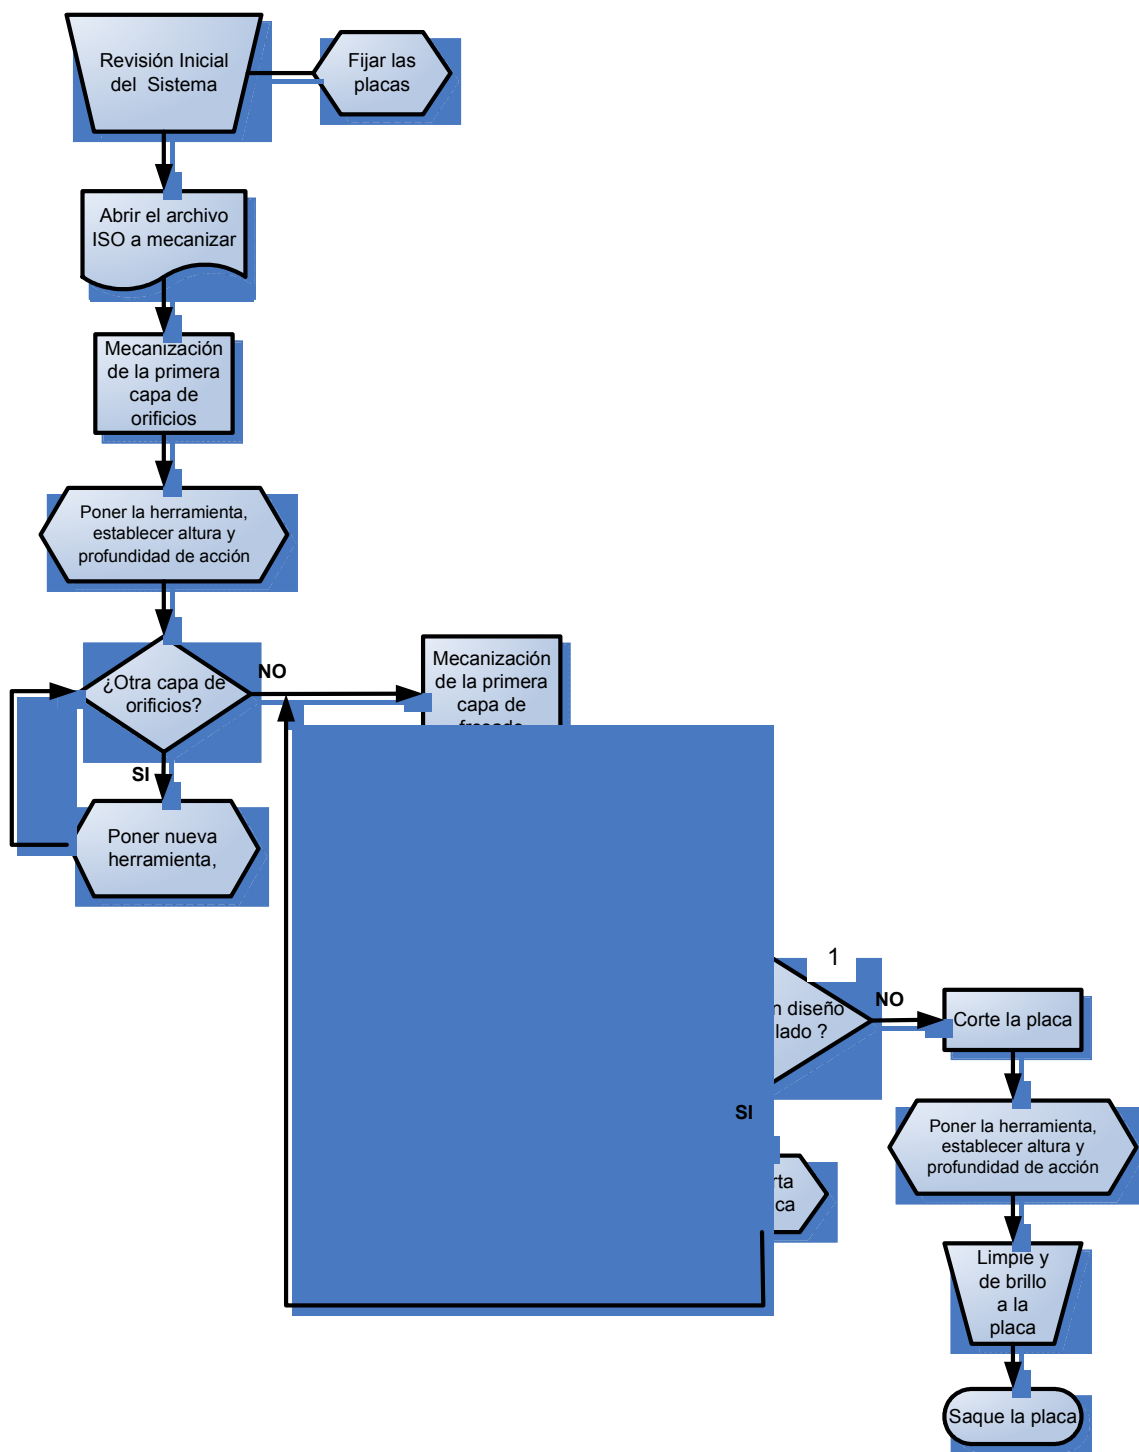 Revisión Inicial
del Sistema
Fijar las
placas
Abrir el archivo
ISO a mecanizar
Mecanización
de la primera
capa de
orificios
Poner la herramienta,
establecer altura y
profundidad de acción
¿Otra capa de
orificios?
NO
SI
Poner nueva
herramienta,
Mecanización
de la primera
capa de
1
n diseño
lado ?
NO
SI
rta
ca
Corte la placa
Poner la herramienta,
establecer altura y
profundidad de acción
Limpie y
de brillo
a la
placa
Saque la placa